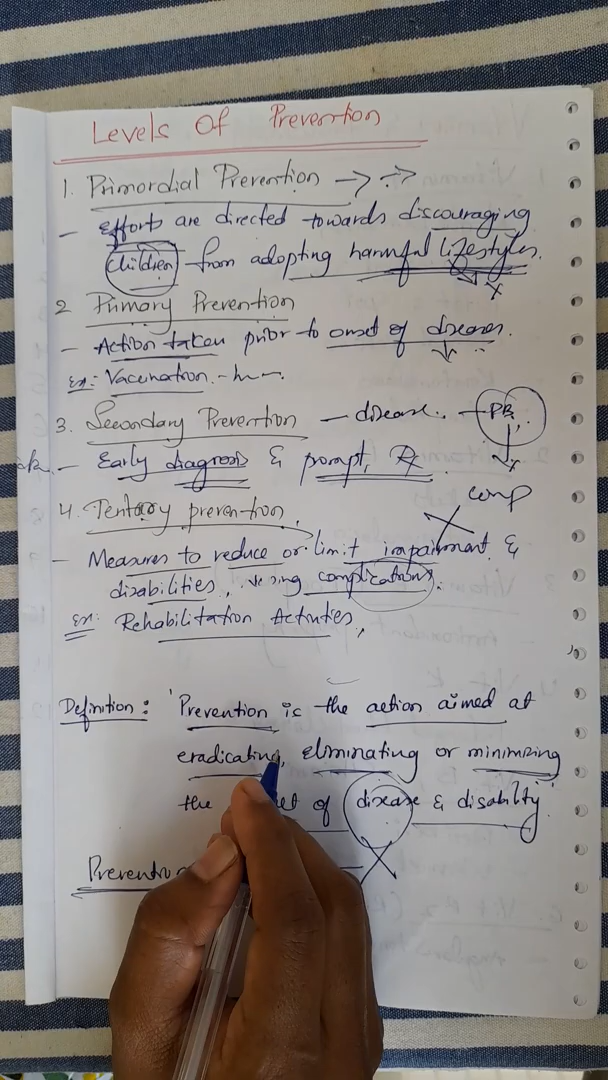 Levels Of Prevention
1. Primordial Prevention → ÷>
- Efforts are directed towards discouraging
children from adopting harmful lifestyles.
2 Primary Prevention
- Action taken prior to onset of disease.
Ex: Vaccination.
3. Secondary Prevention - disease.. - PR
- Early diagnosis & prompt, Rx
comp
4. Tertary prevention,
- Measures to reduce or limit impairment &
disabilities, complications.
Ex: Rehabilitation Activities,
Definition: 'Prevention is the action aimed at
eradicating, eliminating or minimizing
the of disease & disability'